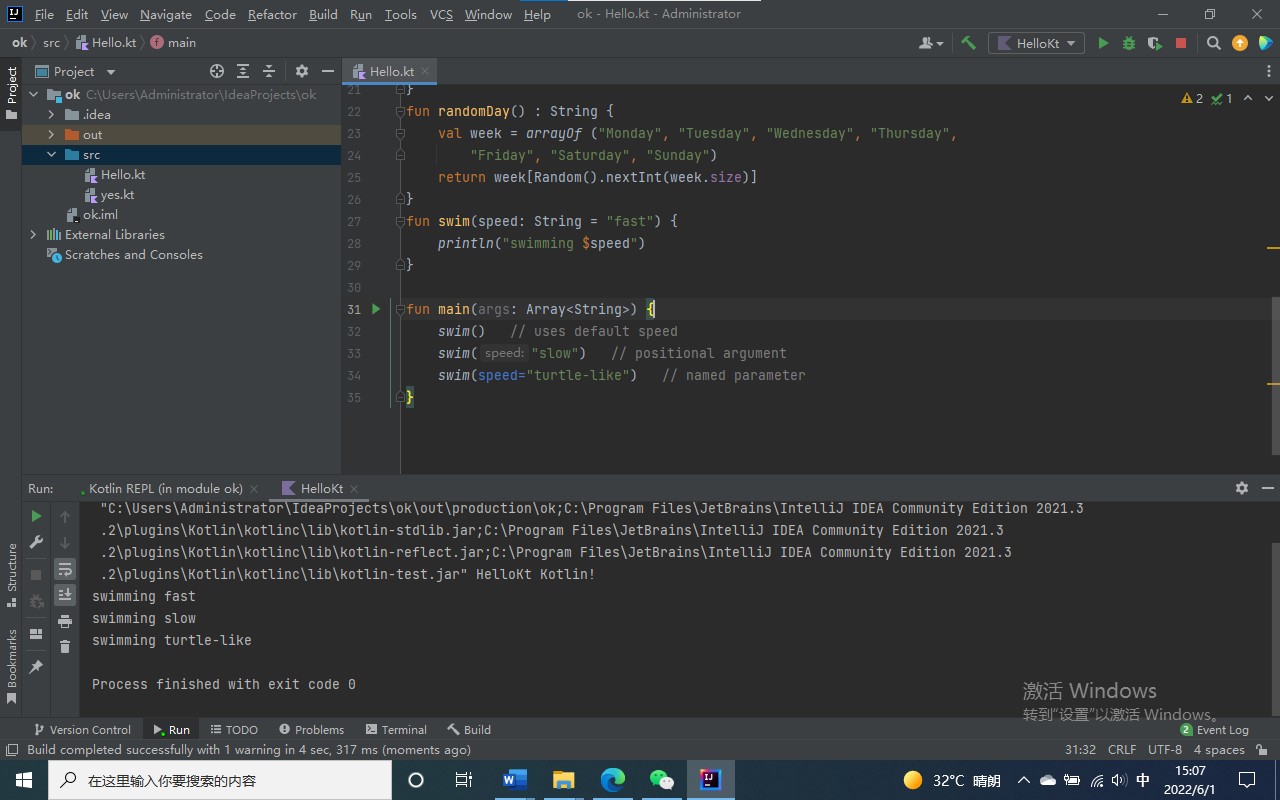 File Edit View Navigate Code Refactor Build Run Tools VCS Window Help ok - Hello.kt - Administrator
ok src Hello.kt main HelloKt
Project Hello.kt
Project
ok C:\Users\Administrator\IdeaProjects\ok
.idea
out
src
Hello.kt
yes.kt
ok.iml
External Libraries
Scratches and Consoles
2 1
21 }
22 fun randomDay() : String {
23 val week = arrayOf ("Monday", "Tuesday", "Wednesday", "Thursday",
24 "Friday", "Saturday", "Sunday")
25 return week[Random().nextInt(week.size)]
26 }
27 fun swim(speed: String = "fast") {
28 println("swimming $speed")
29 }
30
31 fun main(args: Array<String>) {
32 swim() // uses default speed
33 swim( speed: "slow") // positional argument
34 swim(speed="turtle-like") // named parameter
35 }
Run: Kotlin REPL (in module ok) HelloKt
"C:\Users\Administrator\IdeaProjects\ok\out\production\ok;C:\Program Files\JetBrains\IntelliJ IDEA Community Edition 2021.3
.2\plugins\Kotlin\kotlinc\lib\kotlin-stdlib.jar;C:\Program Files\JetBrains\IntelliJ IDEA Community Edition 2021.3
.2\plugins\Kotlin\kotlinc\lib\kotlin-reflect.jar;C:\Program Files\JetBrains\IntelliJ IDEA Community Edition 2021.3
.2\plugins\Kotlin\kotlinc\lib\kotlin-test.jar" HelloKt Kotlin!
swimming fast
swimming slow
swimming turtle-like
Process finished with exit code 0
Structure
Bookmarks
激活 Windows
转到“设置”以激活 Windows。
Version Control Run TODO Problems Terminal Build 2 Event Log
Build completed successfully with 1 warning in 4 sec, 317 ms (moments ago) 31:32 CRLF UTF-8 4 spaces
在这里输入你要搜索的内容 32°C 晴朗 中 15:07
2022/6/1